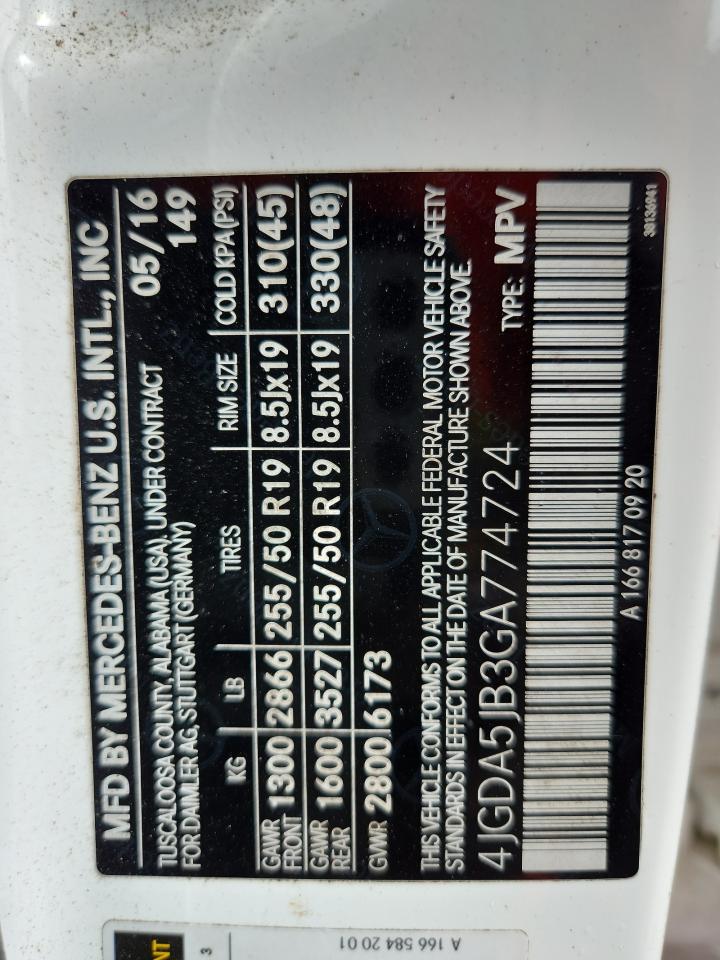 MFD BY MERCEDES-BENZ U.S. INTL., INC
TUSCALOOSA COUNTY, ALABAMA (USA), UNDER CONTRACT 05/16
FOR DAIMLER AG, STUTTGART (GERMANY) 149
KG LB TIRES RIM SIZE COLD KPA (PSI)
GAWR FRONT 1300 2866 255/50 R19 8.5Jx19 310(45)
GAWR REAR 1600 3527 255/50 R19 8.5Jx19 330(48)
GVWR 2800 6173
THIS VEHICLE CONFORMS TO ALL APPLICABLE FEDERAL MOTOR VEHICLE SAFETY
STANDARDS IN EFFECT ON THE DATE OF MANUFACTURE SHOWN ABOVE.
4JGDA5JB3GA774724 TYPE: MPV
A 166 817 09 20 30136941
A 166 584 20 01
3
NT